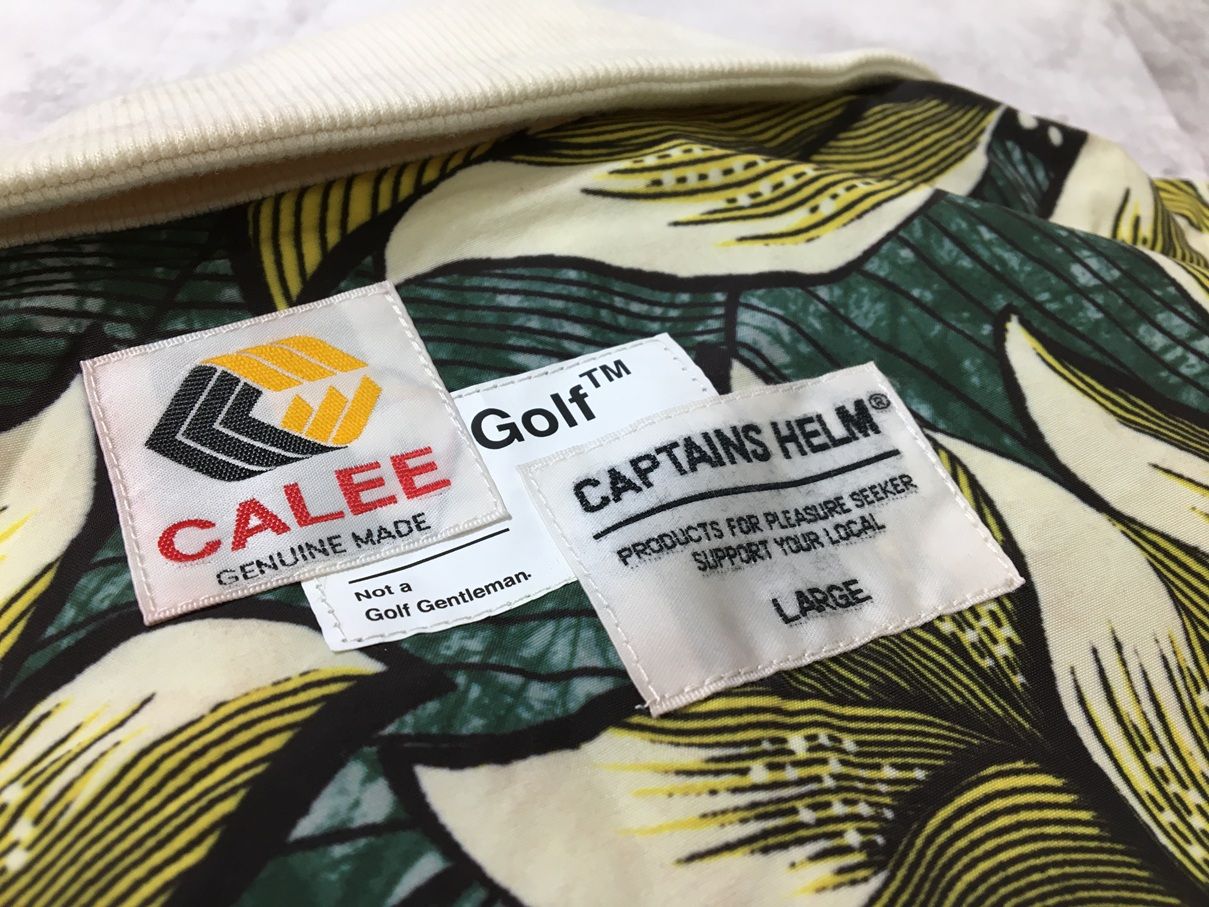 CALEE
GENUINE MADE
Golf™
Not a
Golf Gentleman.
CAPTAINS HELM®
PRODUCTS FOR PLEASURE SEEKER
SUPPORT YOUR LOCAL
LARGE